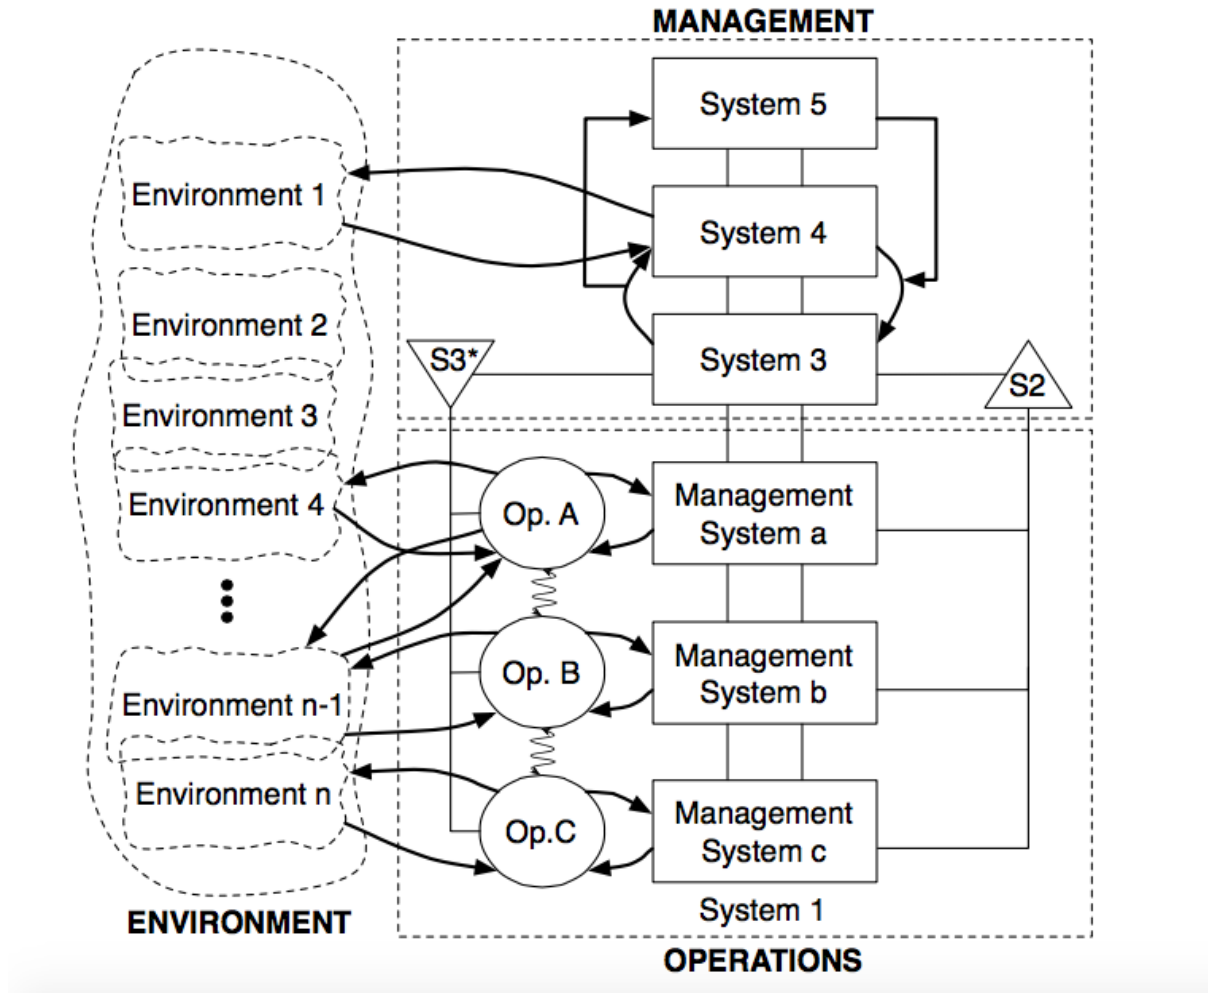 MANAGEMENT
System 5
Environment 1
System 4
Environment 2
System 3
S3*
S2
Environment 3
Environment 4
Op. A
Management
System a
Op. B
Management
System b
Environment n-1
Environment n
Op.C
Management
System c
System 1
ENVIRONMENT
OPERATIONS